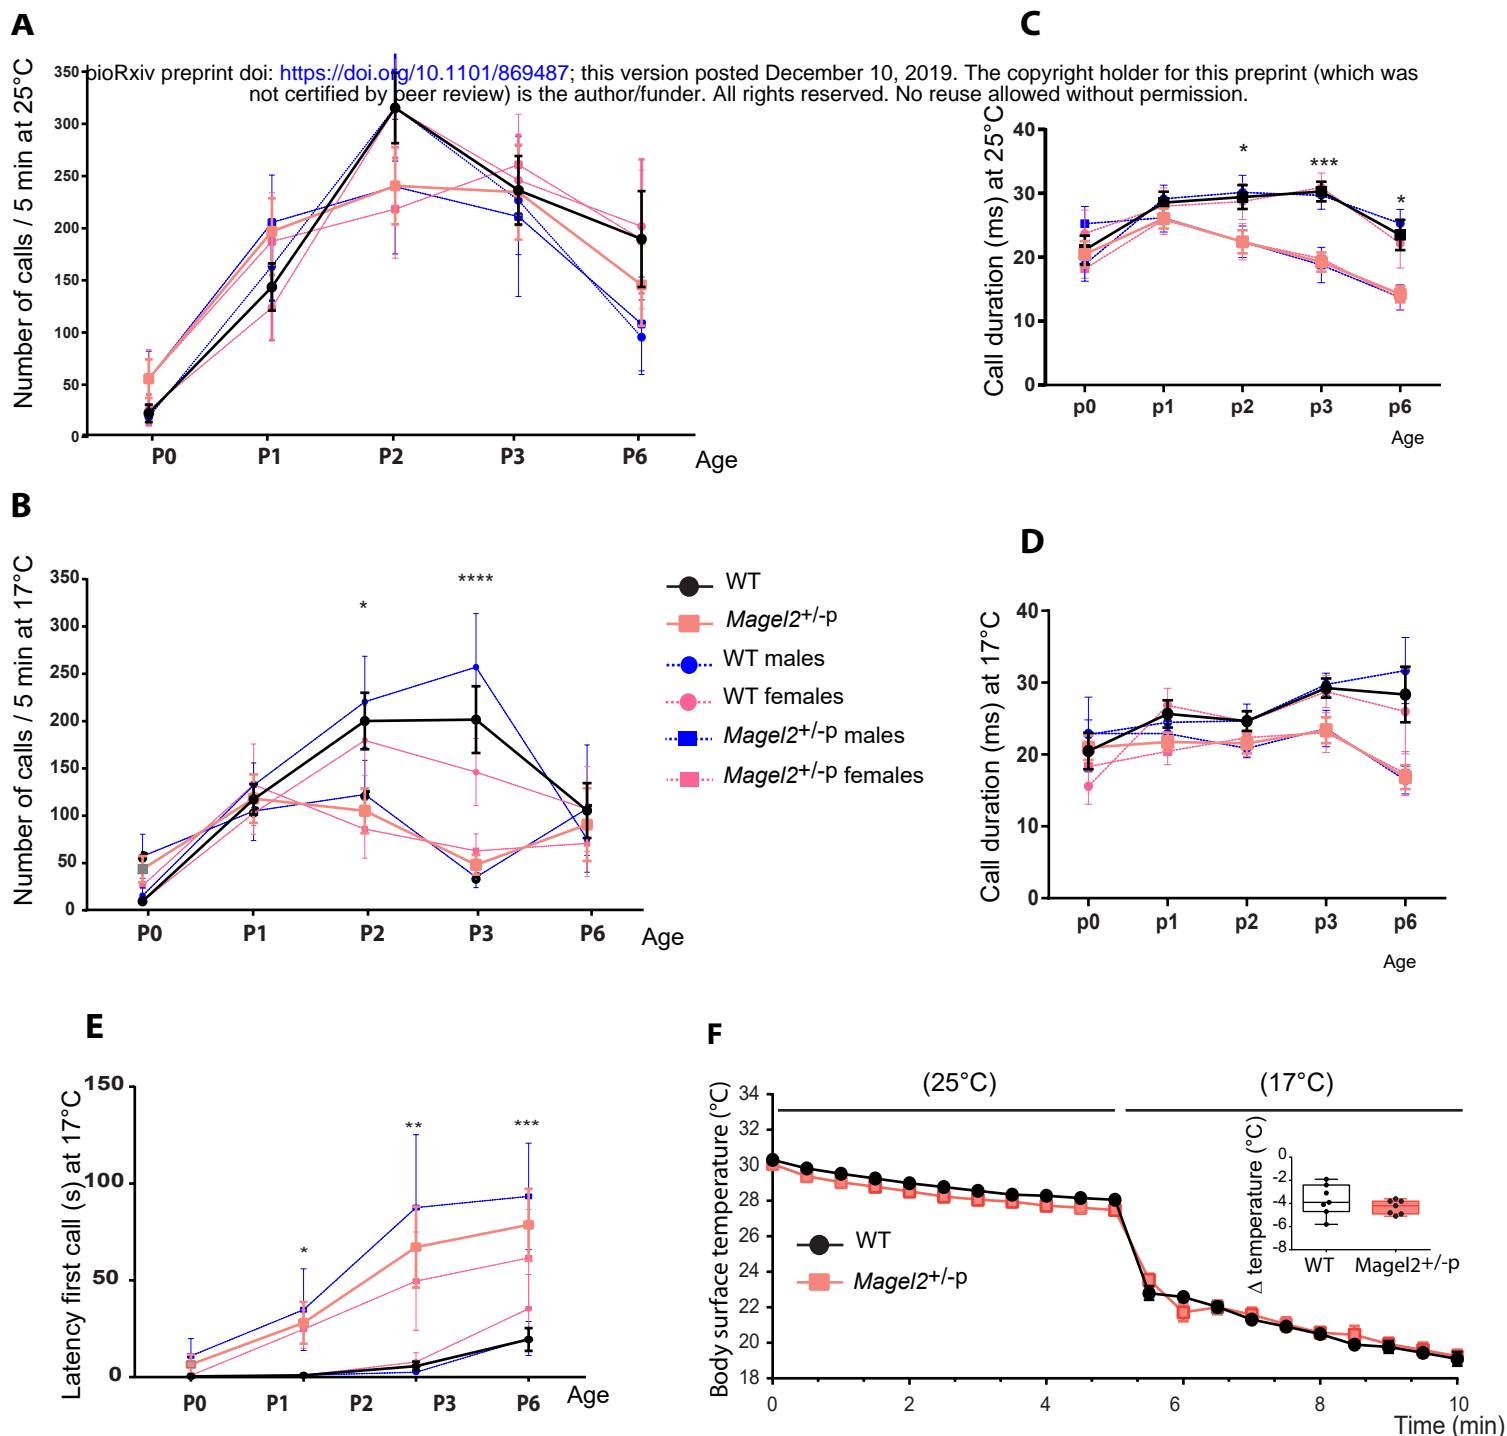 A
C
bioRxiv preprint doi: https://doi.org/10.1101/869487; this version posted December 10, 2019. The copyright holder for this preprint (which was
not certified by peer review) is the author/funder. All rights reserved. No reuse allowed without permission.
Number of calls / 5 min at 25°C
350
300
250
200
150
100
50
0
P0 P1 P2 P3 P6 Age
Call duration (ms) at 25°C
40
30
20
10
0
* *** *
p0 p1 p2 p3 p6
Age
B
Number of calls / 5 min at 17°C
350
300
250
200
150
100
50
0
* ****
P0 P1 P2 P3 P6 Age
WT
Magel2+/-p
WT males
WT females
Magel2+/-p males
Magel2+/-p females
D
Call duration (ms) at 17°C
40
30
20
10
0
p0 p1 p2 p3 p6
Age
E
Latency first call (s) at 17°C
150
100
50
0
* ** ***
P0 P1 P2 P3 P6 Age
F
(25°C) (17°C)
Body surface temperature (°C)
34
32
30
28
26
24
22
20
18
WT
Magel2+/-p
Δ temperature (°C)
0
-2
-4
-6
-8
WT Magel2+/-p
0 2 4 6 8 10
Time (min)